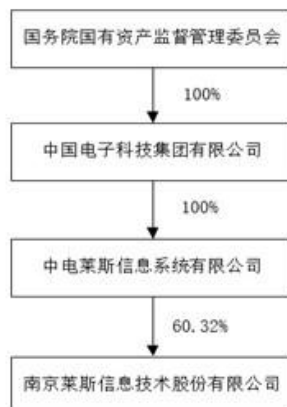 国务院国有资产监督管理委员会
100%
中国电子科技集团有限公司
100%
中电莱斯信息系统有限公司
60.32%
南京莱斯信息技术股份有限公司